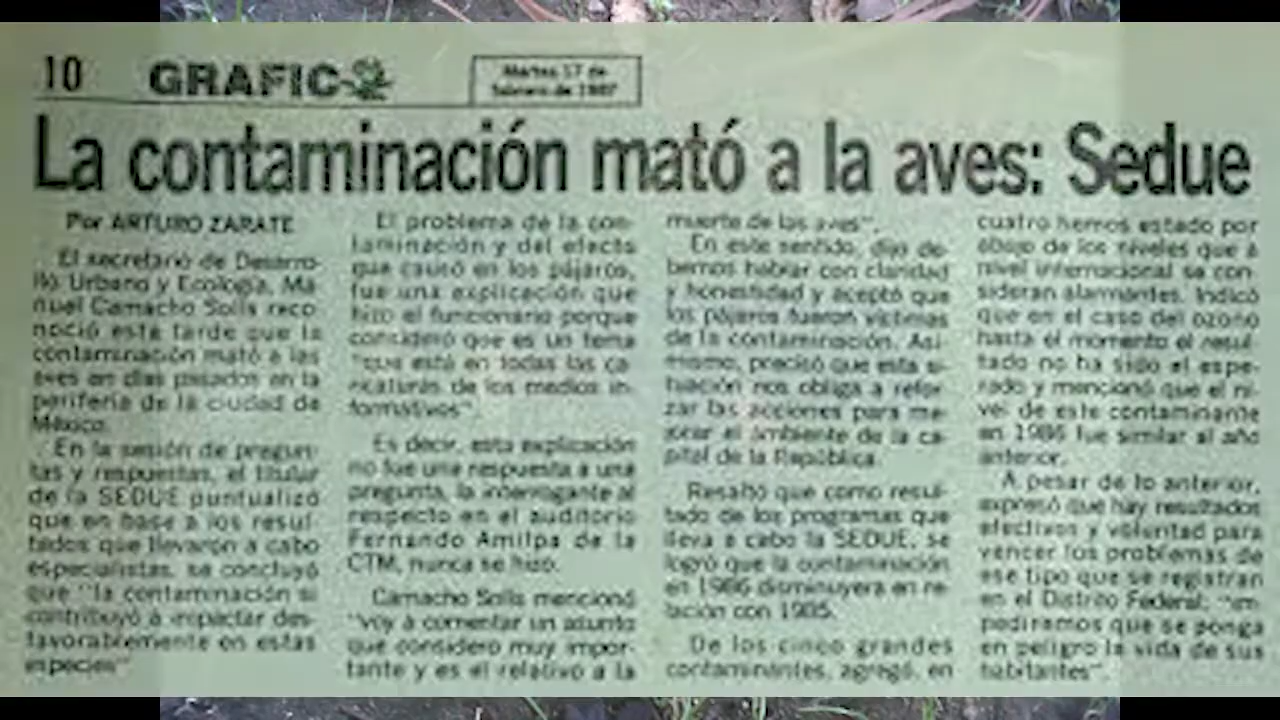 10 GRAFICO
Martes 17 de
febrero de 1987
La contaminación mató a la aves: Sedue
Por ARTURO ZARATE
El secretario de Desarro-
llo Urbano y Ecología, Ma
nuel Camacho Solís reco
noció esta tarde que la
contaminación mató a las
aves en días pasados en la
periferia de la ciudad de
México.
En la sesión de pregun-
tas y respuestas, el titular
de la SEDUE puntualizó
que en base a los resul-
tados que llevaron a cabo
especialistas, se concluyó
que "la contaminación si
contribuyó a impactar des-
favorablemente en estas
especies"
El problema de la con-
taminación y del efecto
que causó en los pájaros,
fue una explicación que
hizo el funcionario porque
consideró que es un tema
"que está en todas las ca-
ricaturas de los medios in-
formativos".
Es decir, esta explicación
no fue una respuesta a una
pregunta, la interrogante al
respecto en el auditorio
Fernando Amilpa de la
CTM, nunca se hizo.
Camacho Solís mencionó
"voy a comentar un asunto
que considero muy impor-
tante y es el relativo a la
muerte de las aves".
En este sentido, dijo de-
bemos hablar con claridad
y honestidad y aceptó que
los pájaros fueron víctimas
de la contaminación. Asi-
mismo, precisó que esta si-
tuación nos obliga a refor-
zar las acciones para me-
jorar el ambiente de la ca-
pital de la República.
Resaltó que como resul-
tado de los programas que
lleva a cabo la SEDUE, se
logró que la contaminación
en 1986 disminuyera en re-
lación con 1985.
De los cinco grandes
contaminantes, agregó, en
cuatro hemos estado por
abajo de los niveles que a
nivel internacional se con-
sideran alarmantes. Indicó
que en el caso del ozono
hasta el momento el resul-
tado no ha sido el espe-
rado y mencionó que el ni-
vel de este contaminante
en 1986 fue similar al año
anterior.
A pesar de lo anterior,
expresó que hay resultados
efectivos y voluntad para
vencer los problemas de
ese tipo que se registran
en el Distrito Federal: "im-
pediremos que se ponga
en peligro la vida de sus
habitantes".